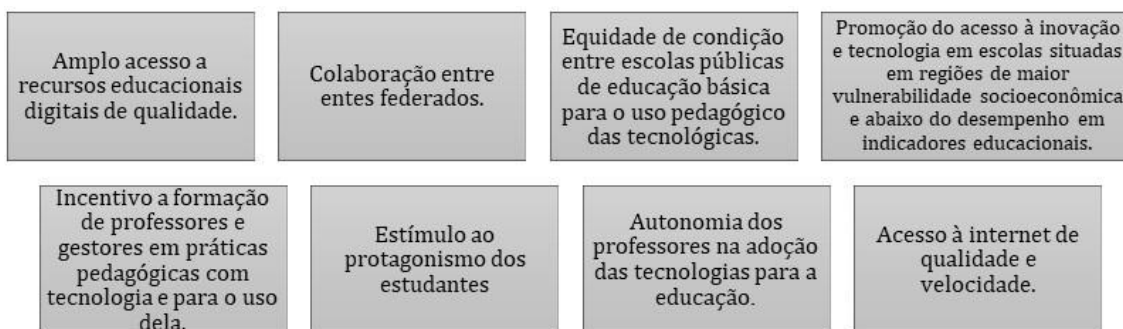 Amplo acesso a
recursos educacionais
digitais de qualidade.
Colaboração entre
entes federados.
Equidade de condição
entre escolas públicas
de educação básica
para o uso pedagógico
das tecnológicas.
Promoção do acesso à inovação
e tecnologia em escolas situadas
em regiões de maior
vulnerabilidade socioeconômica
e abaixo do desempenho em
indicadores educacionais.
Incentivo a formação
de professores e
gestores em práticas
pedagógicas com
tecnologia e para o uso
dela.
Estímulo ao
protagonismo dos
estudantes
Autonomia dos
professores na adoção
das tecnologias para a
educação.
Acesso à internet de
qualidade e
velocidade.